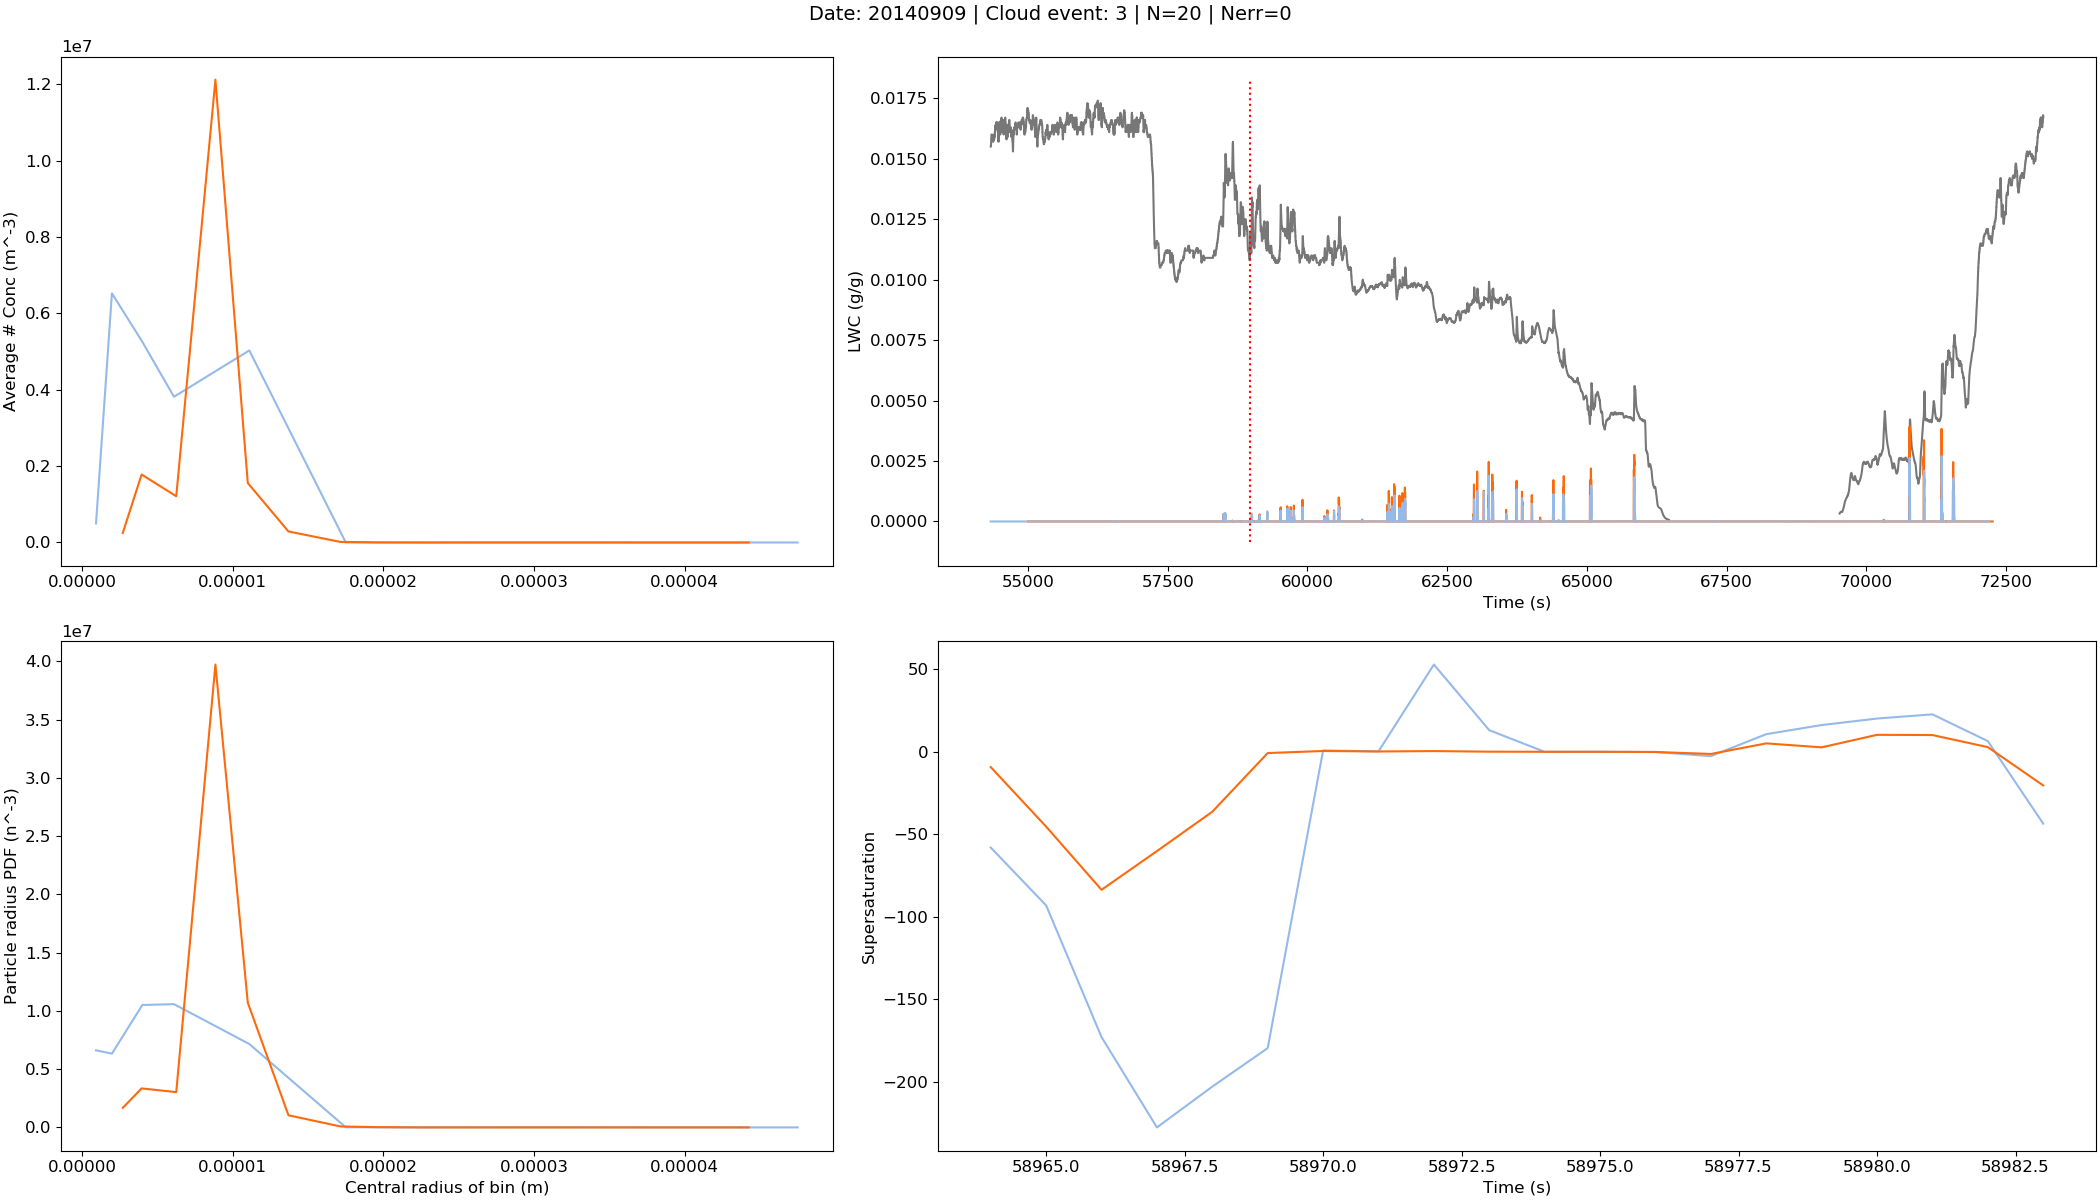 Date: 20140909 | Cloud event: 3 | N=20 | Nerr=0
1e7
1.2
1.0
0.8
0.6
0.4
0.2
0.0
Average # Conc (m^-3)
0.00000 0.00001 0.00002 0.00003 0.00004
0.0175
0.0150
0.0125
0.0100
0.0075
0.0050
0.0025
0.0000
LWC (g/g)
55000 57500 60000 62500 65000 67500 70000 72500
Time (s)
1e7
4.0
3.5
3.0
2.5
2.0
1.5
1.0
0.5
0.0
Particle radius PDF (n^-3)
0.00000 0.00001 0.00002 0.00003 0.00004
Central radius of bin (m)
50
0
−50
−100
−150
−200
Supersaturation
58965.0 58967.5 58970.0 58972.5 58975.0 58977.5 58980.0 58982.5
Time (s)